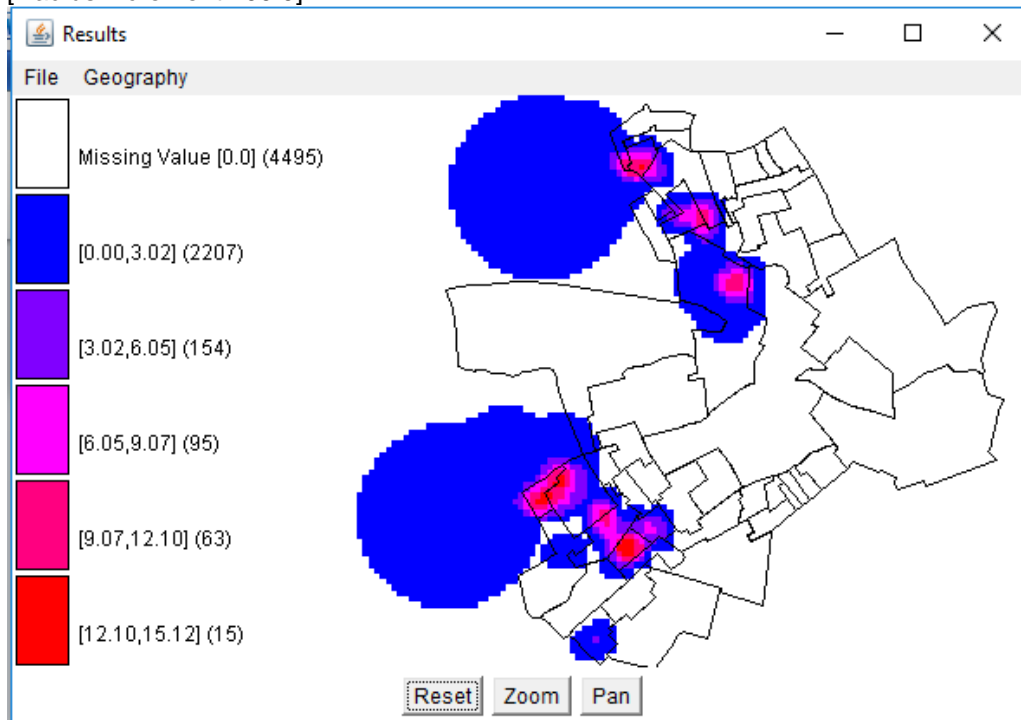 Results
File Geography
Missing Value [0.0] (4495)
[0.00,3.02] (2207)
[3.02,6.05] (154)
[6.05,9.07] (95)
[9.07,12.10] (63)
[12.10,15.12] (15)
Reset Zoom Pan